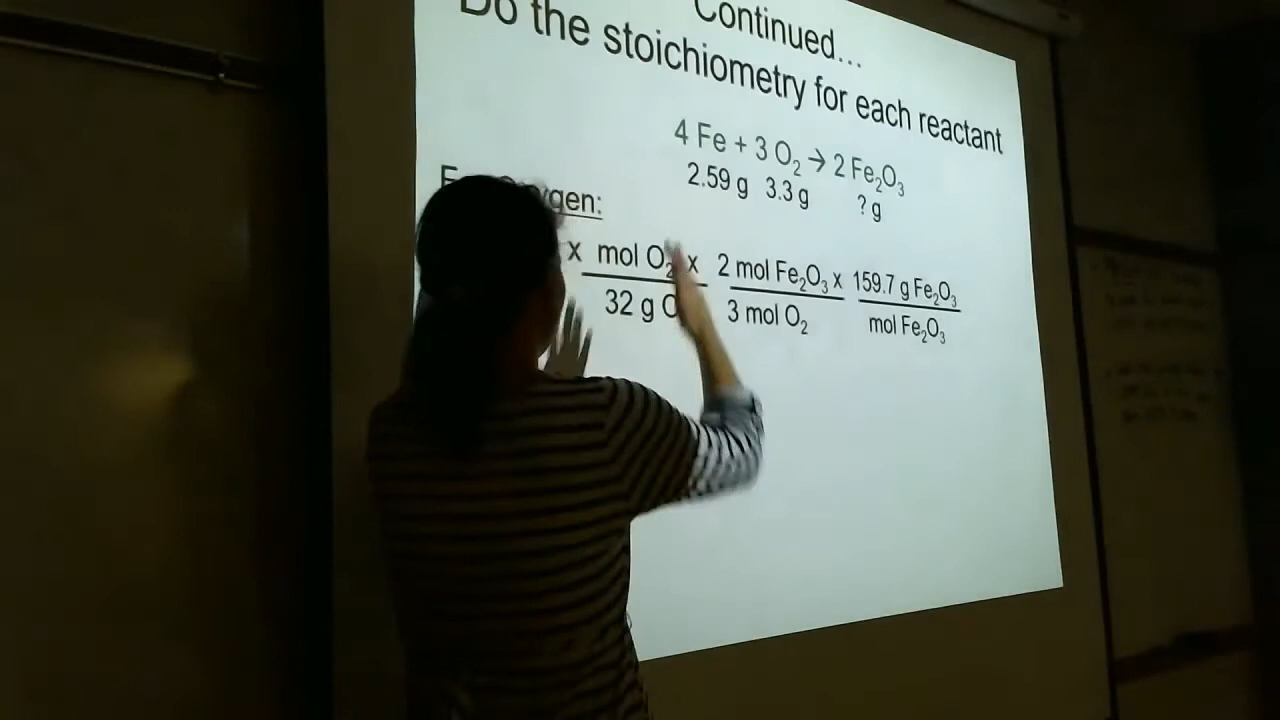 Continued...
Do the stoichiometry for each reactant
4 Fe + 3 O₂ → 2 Fe₂O₃
2.59 g 3.3 g ? g
x mol O₂ x 2 mol Fe₂O₃ x 159.7 g Fe₂O₃
32 g 3 mol O₂ mol Fe₂O₃